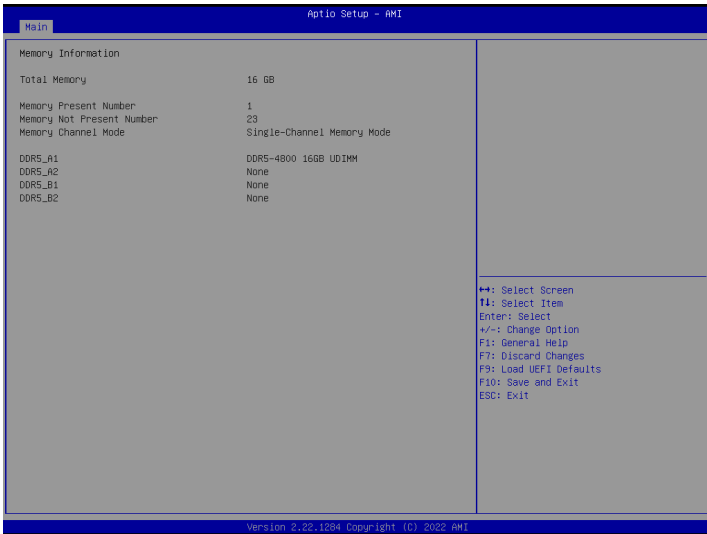 Aptio Setup - AMI
Main
Memory Information
Total Memory 16 GB
Memory Present Number 1
Memory Not Present Number 23
Memory Channel Mode Single-Channel Memory Mode
DDR5_A1 DDR5-4800 16GB UDIMM
DDR5_A2 None
DDR5_B1 None
DDR5_B2 None
↔: Select Screen
↑↓: Select Item
Enter: Select
+/-: Change Option
F1: General Help
F7: Discard Changes
F9: Load UEFI Defaults
F10: Save and Exit
ESC: Exit
Version 2.22.1284 Copyright (C) 2022 AMI